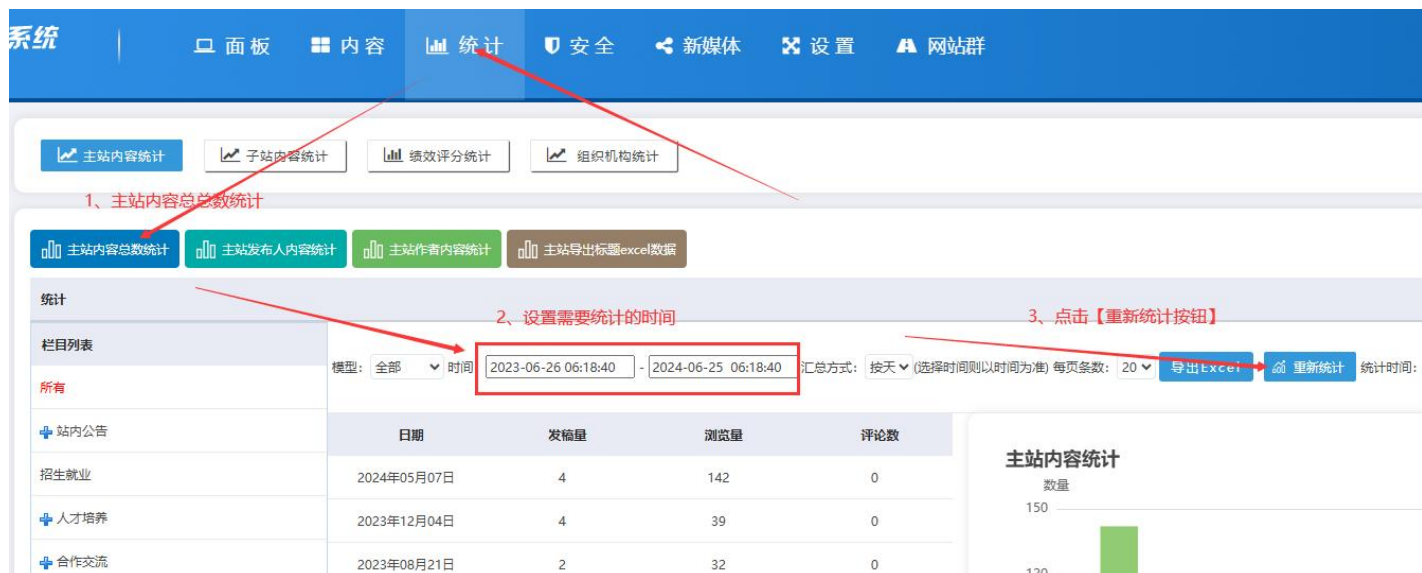 系统
面板 内容 统计 安全 新媒体 设置 网站群
主站内容统计 子站内容统计 绩效评分统计 组织机构统计
1、主站内容总总数统计
主站内容总数统计 主站发布人内容统计 主站作者内容统计 主站导出标题excel数据
统计
2、设置需要统计的时间
3、点击【重新统计按钮】
栏目列表
模型: 全部 时间 2023-06-26 06:18:40 - 2024-06-25 06:18:40 汇总方式: 按天 (选择时间则以时间为准) 每页条数: 20 导出Excel 重新统计 统计时间:
所有
站内公告
招生就业
人才培养
合作交流
日期 发稿量 浏览量 评论数
2024年05月07日 4 142 0
2023年12月04日 4 39 0
2023年08月21日 2 32 0
主站内容统计
数量
150
120